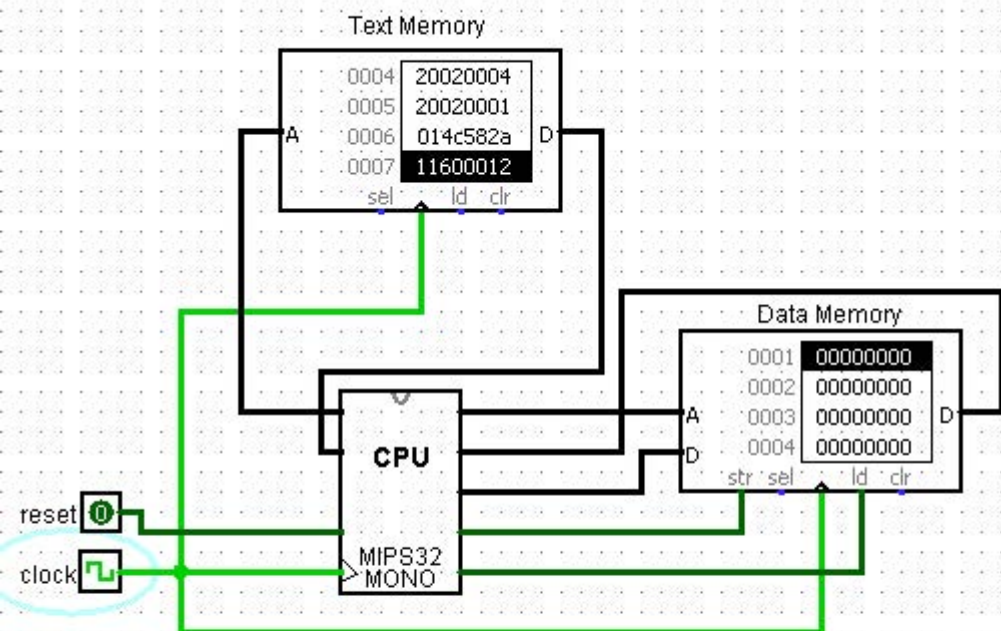 Text Memory
0004 20020004
0005 20020001
A 0006 014c582a D
0007 11600012
sel ld clr
Data Memory
0001 00000000
0002 00000000
A 0003 00000000 D
D 0004 00000000
str sel ld clr
CPU
MIPS32
MONO
reset 0
clock